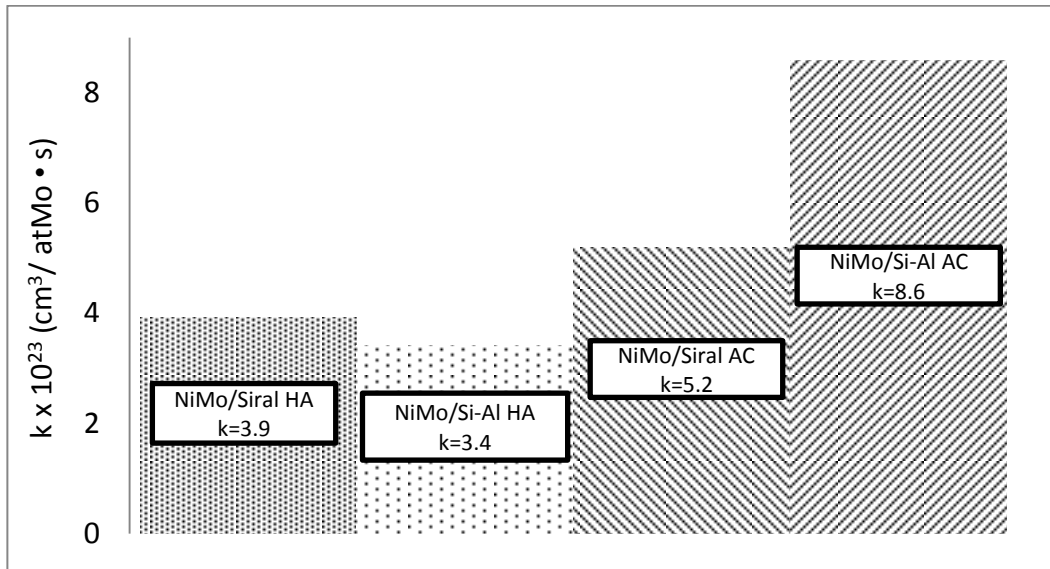 k x 10²³ (cm³/ atMo • s)
8
6
4
2
0
NiMo/Siral HA
k=3.9
NiMo/Si-Al HA
k=3.4
NiMo/Siral AC
k=5.2
NiMo/Si-Al AC
k=8.6